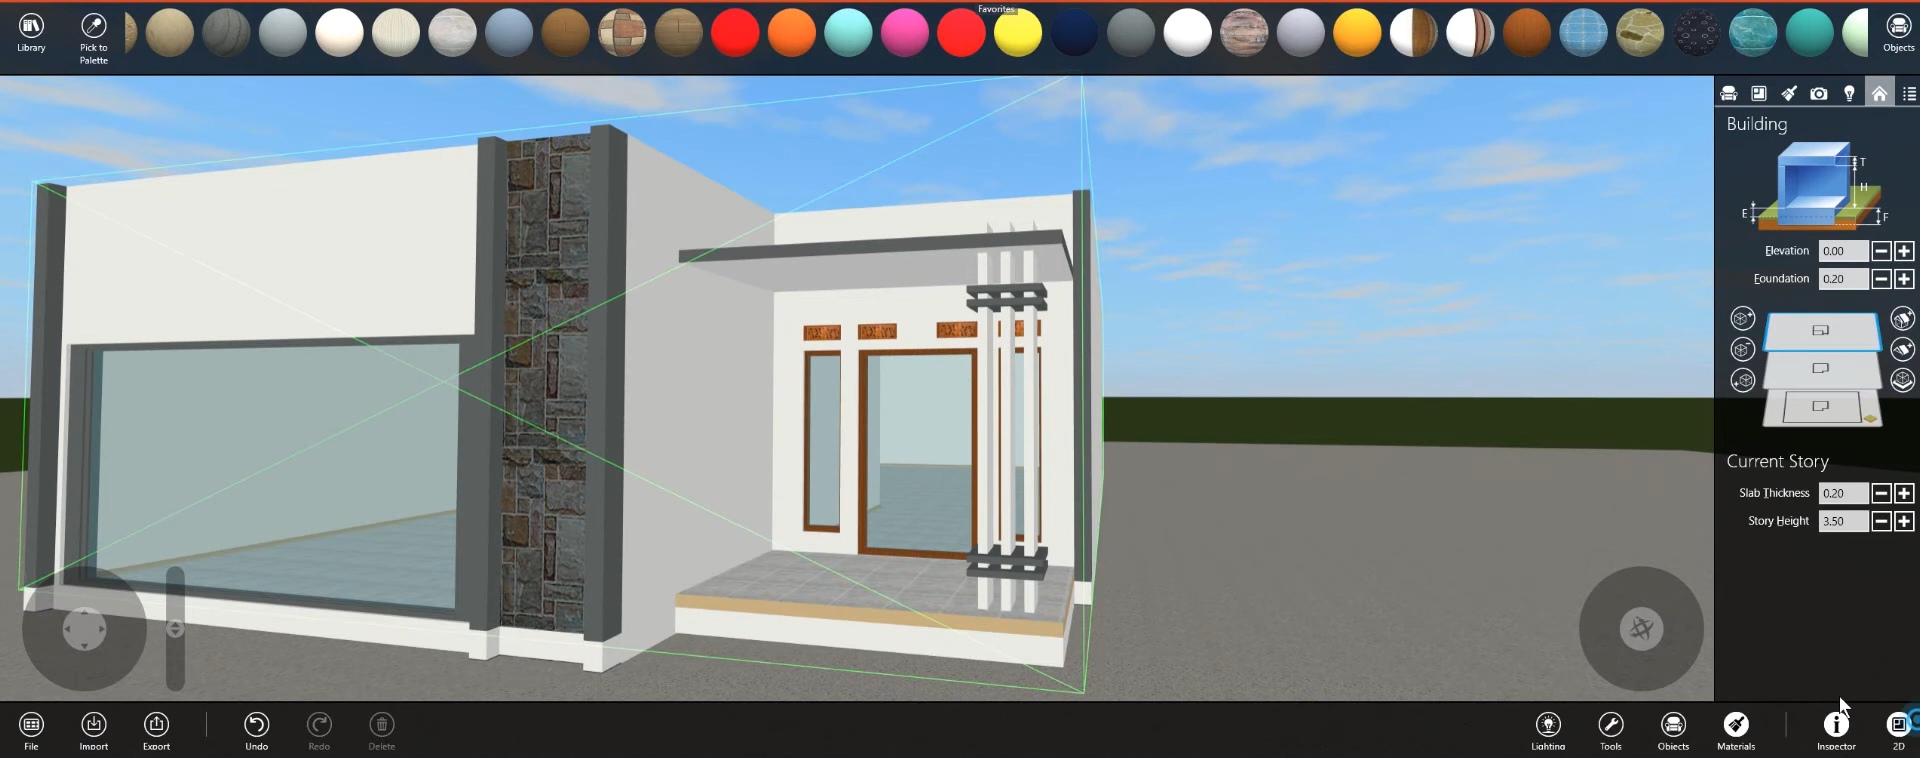 Favorites
Library
Pick to
Palette
Objects
Building
T
H
E
F
Elevation 0.00
Foundation 0.20
Current Story
Slab Thickness 0.20
Story Height 3.50
File
Import
Export
Undo
Redo
Delete
Lighting
Tools
Objects
Materials
Inspector
2D